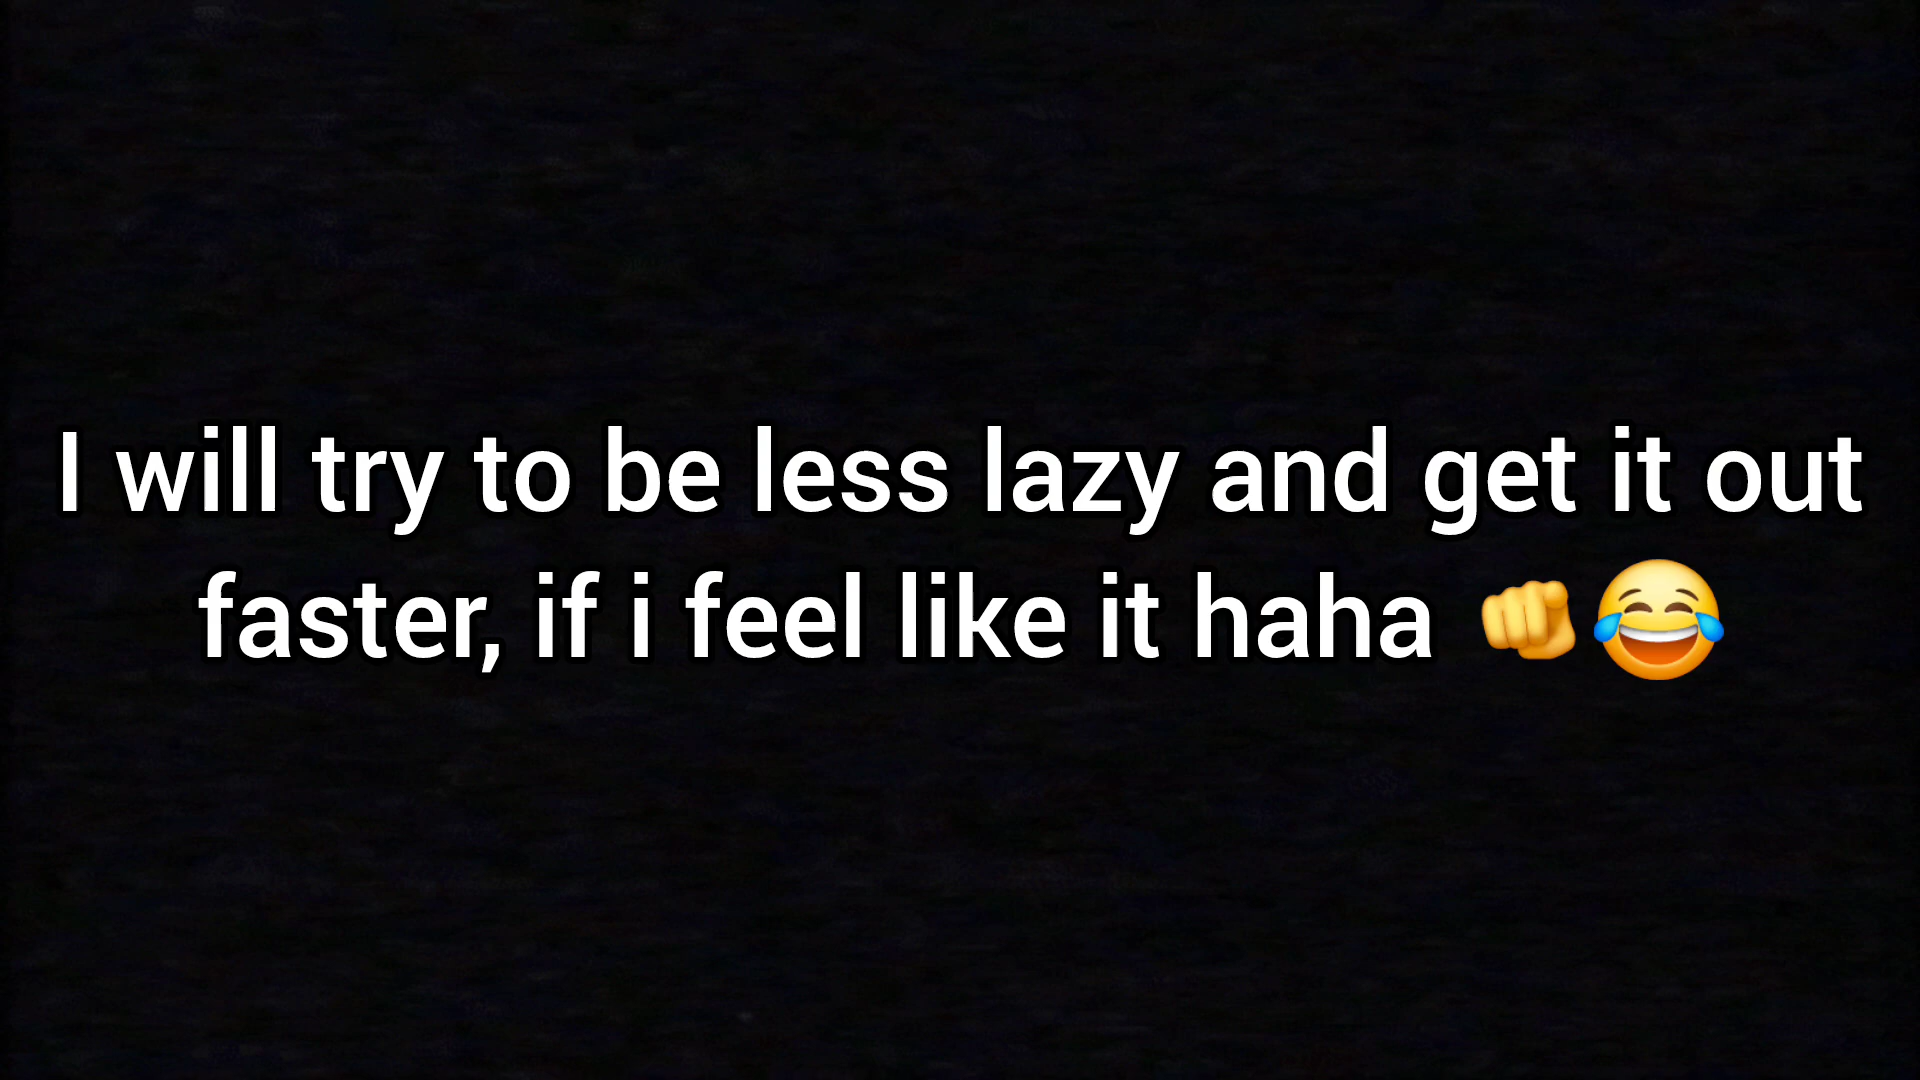 I will try to be less lazy and get it out
faster, if i feel like it haha 🫵😂